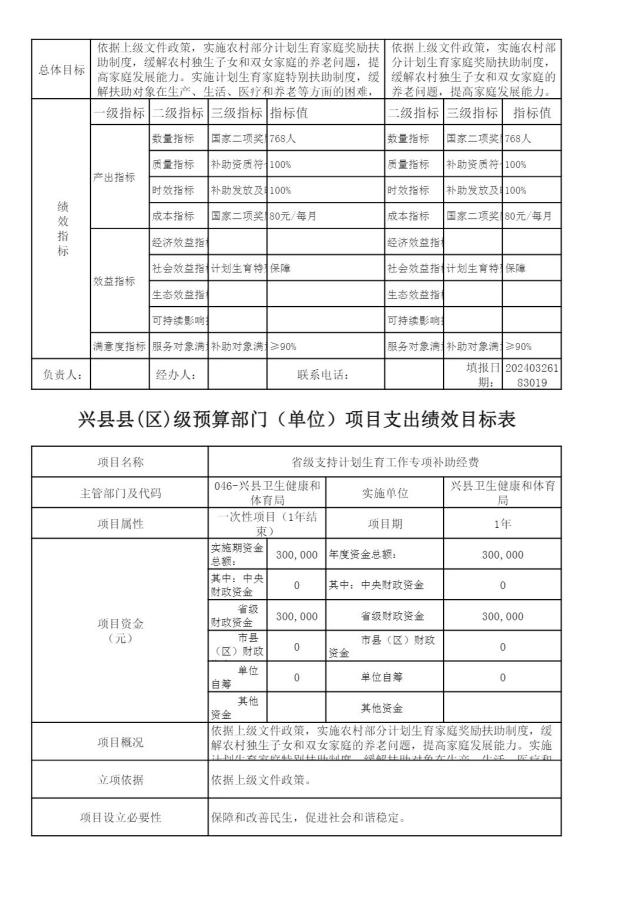 总体目标
依据上级文件政策，实施农村部分计划生育家庭奖励扶
助制度，缓解农村独生子女和双女家庭的养老问题，提
高家庭发展能力。实施计划生育家庭特别扶助制度，缓
解扶助对象在生产、生活、医疗和养老等方面的困难，
依据上级文件政策，实施农村部
分计划生育家庭奖励扶助制度，
缓解农村独生子女和双女家庭的
养老问题，提高家庭发展能力。
绩效指标
一级指标 二级指标 三级指标 指标值 二级指标 三级指标 指标值
产出指标
数量指标 国家二项奖 768人 数量指标 国家二项奖 768人
质量指标 补助资质符 100% 质量指标 补助资质符 100%
时效指标 补助发放及 100% 时效指标 补助发放及 100%
成本指标 国家二项奖 80元/每月 成本指标 国家二项奖 80元/每月
效益指标
经济效益指 经济效益指
社会效益指 计划生育特 保障 社会效益指 计划生育特 保障
生态效益指 生态效益指
可持续影响 可持续影响
满意度指标 服务对象满 补助对象满 ≥90% 服务对象满 补助对象满 ≥90%
负责人： 经办人： 联系电话： 填报日
期：
202403261
83019
兴县县(区)级预算部门（单位）项目支出绩效目标表
项目名称 省级支持计划生育工作专项补助经费
主管部门及代码
046-兴县卫生健康和
体育局
实施单位
兴县卫生健康和体育
局
项目属性
一次性项目（1年结
束）
项目期 1年
项目资金
（元）
实施期资金
总额：
300,000 年度资金总额： 300,000
其中：中央
财政资金
0 其中：中央财政资金 0
省级
财政资金
300,000 省级财政资金 300,000
市县
（区）财政
0
市县（区）财政
资金
0
单位
自筹
0 单位自筹 0
其他
资金
其他资金
项目概况
依据上级文件政策，实施农村部分计划生育家庭奖励扶助制度，缓
解农村独生子女和双女家庭的养老问题，提高家庭发展能力。实施
计划生育家庭特别扶助制度，缓解扶助对象在生产、生活、医疗和
立项依据 依据上级文件政策。
项目设立必要性 保障和改善民生，促进社会和谐稳定。